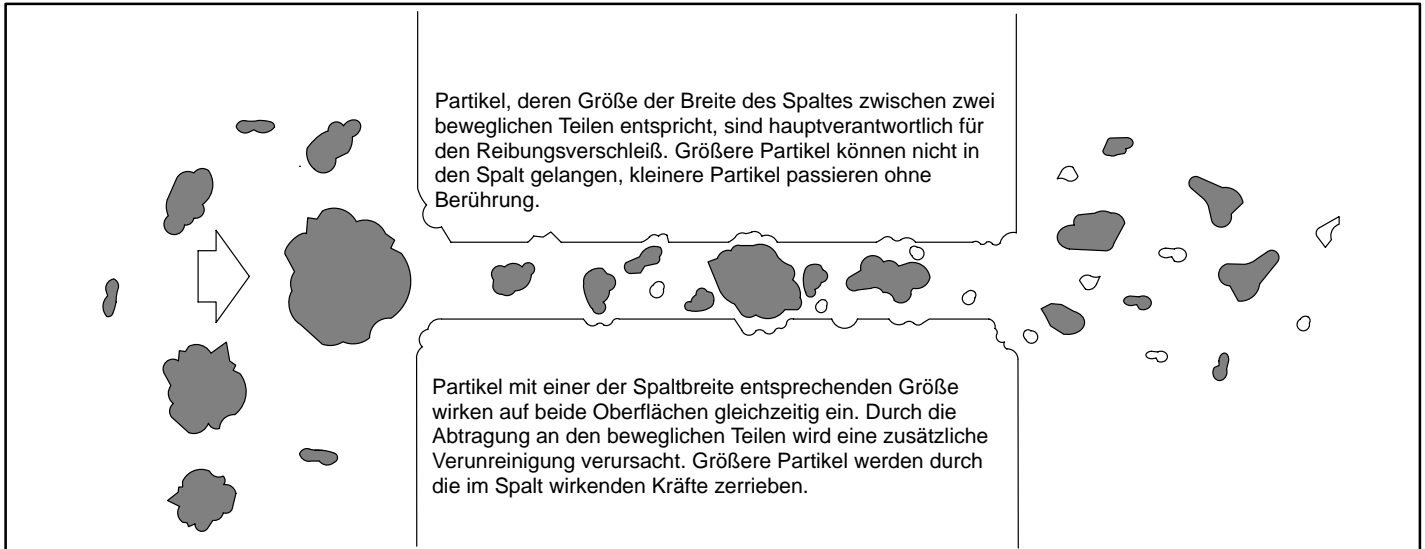 Partikel, deren Größe der Breite des Spaltes zwischen zwei
beweglichen Teilen entspricht, sind hauptverantwortlich für
den Reibungsverschleiß. Größere Partikel können nicht in
den Spalt gelangen, kleinere Partikel passieren ohne
Berührung.
Partikel mit einer der Spaltbreite entsprechenden Größe
wirken auf beide Oberflächen gleichzeitig ein. Durch die
Abtragung an den beweglichen Teilen wird eine zusätzliche
Verunreinigung verursacht. Größere Partikel werden durch
die im Spalt wirkenden Kräfte zerrieben.